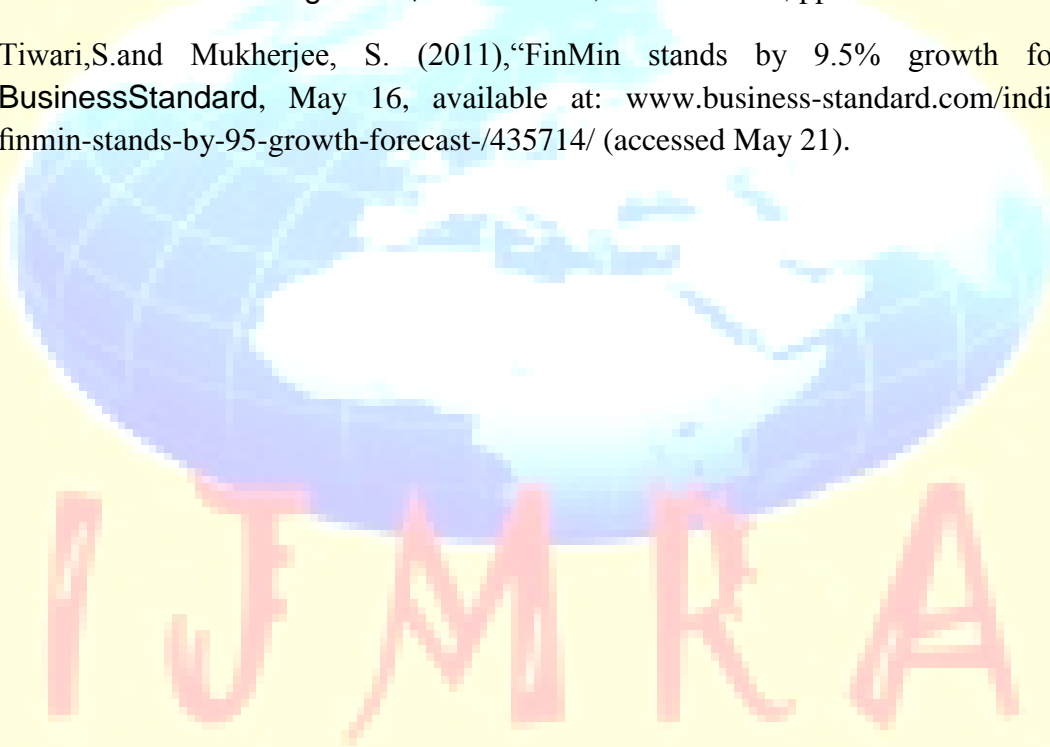 Tiwari,S.and Mukherjee, S. (2011),“FinMin stands by 9.5% growth fo
BusinessStandard, May 16, available at: www.business-standard.com/indi
finmin-stands-by-95-growth-forecast-/435714/ (accessed May 21).
IJMRA